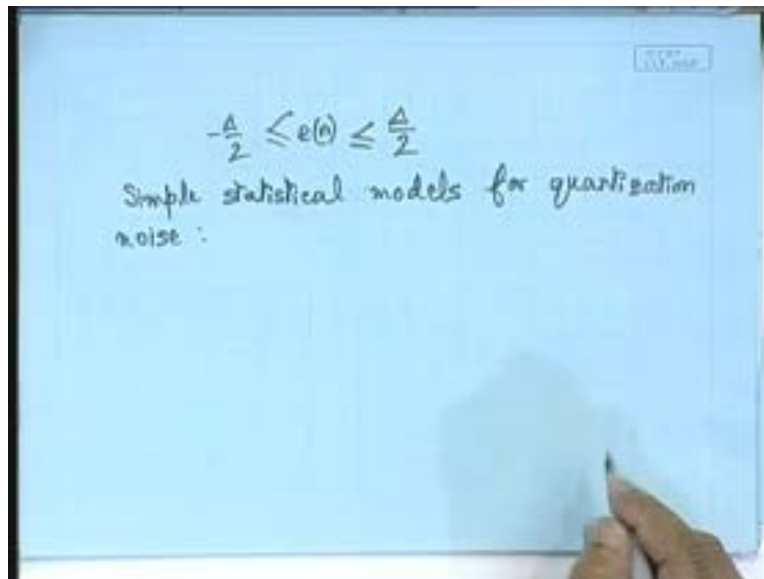 -Δ/2 ≤ e(n) ≤ Δ/2
Simple statistical models for quantization
noise :